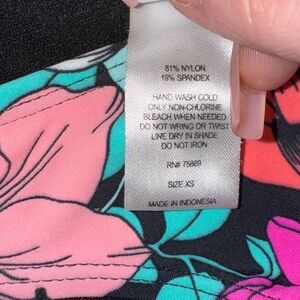 81% NYLON
19% SPANDEX
HAND WASH COLD
ONLY NON-CHLORINE
BLEACH WHEN NEEDED
DO NOT WRING OR TWIST
LINE DRY IN SHADE
DO NOT IRON
RN# 75889
SIZE XS
MADE IN INDONESIA